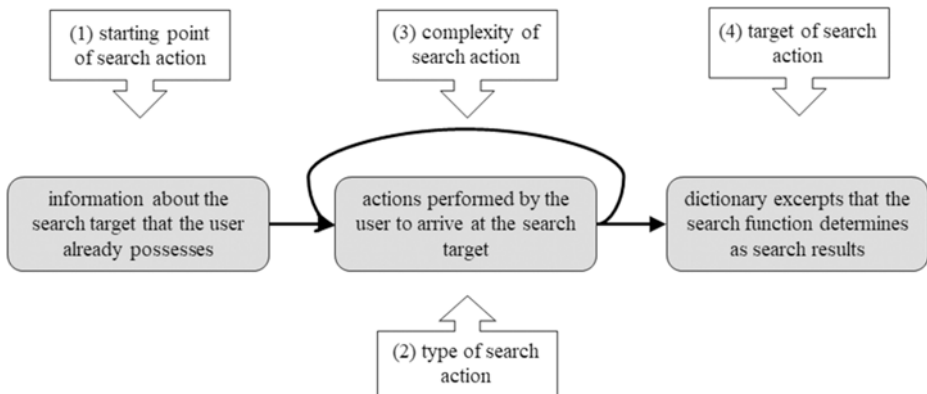 (1) starting point
of search action
(3) complexity of
search action
(4) target of search
action
information about the
search target that the user
already possesses
actions performed by the
user to arrive at the search
target
dictionary excerpts that the
search function determines
as search results
(2) type of search
action